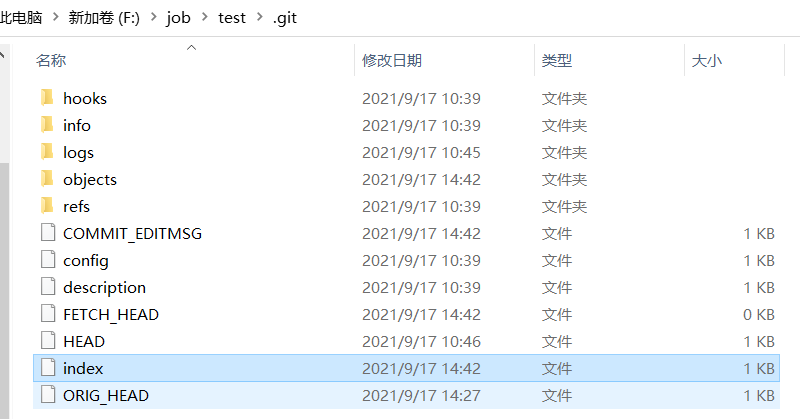 此电脑 > 新加卷 (F:) > job > test > .git
名称 修改日期 类型 大小
hooks 2021/9/17 10:39 文件夹
info 2021/9/17 10:39 文件夹
logs 2021/9/17 10:45 文件夹
objects 2021/9/17 14:42 文件夹
refs 2021/9/17 10:39 文件夹
COMMIT_EDITMSG 2021/9/17 14:42 文件 1 KB
config 2021/9/17 10:39 文件 1 KB
description 2021/9/17 10:39 文件 1 KB
FETCH_HEAD 2021/9/17 14:42 文件 0 KB
HEAD 2021/9/17 10:46 文件 1 KB
index 2021/9/17 14:42 文件 1 KB
ORIG_HEAD 2021/9/17 14:27 文件 1 KB